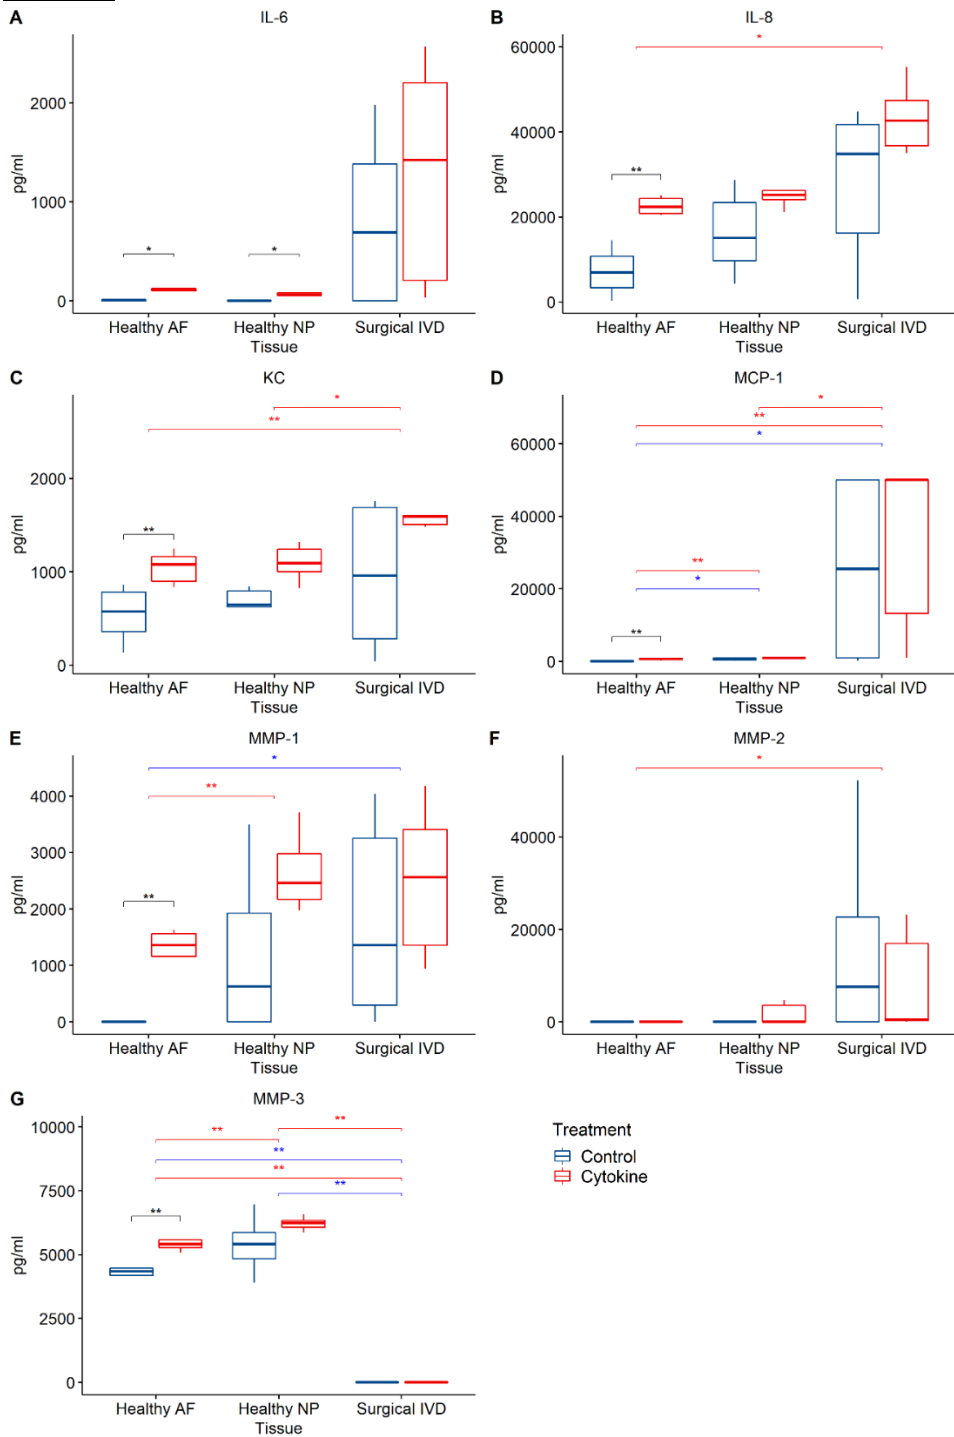 A
IL-6
pg/ml
2000
1000
0
*
*
Healthy AF
Healthy NP
Surgical IVD
Tissue
B
IL-8
pg/ml
60000
40000
20000
0
*
**
Healthy AF
Healthy NP
Surgical IVD
Tissue
C
KC
pg/ml
2000
1000
0
*
**
**
Healthy AF
Healthy NP
Surgical IVD
Tissue
D
MCP-1
pg/ml
60000
40000
20000
0
*
**
*
**
*
**
Healthy AF
Healthy NP
Surgical IVD
Tissue
E
MMP-1
pg/ml
4000
3000
2000
1000
0
*
**
**
Healthy AF
Healthy NP
Surgical IVD
Tissue
F
MMP-2
pg/ml
40000
20000
0
*
Healthy AF
Healthy NP
Surgical IVD
Tissue
G
MMP-3
pg/ml
10000
7500
5000
2500
0
**
**
**
**
**
**
Healthy AF
Healthy NP
Surgical IVD
Tissue
Treatment
Control
Cytokine